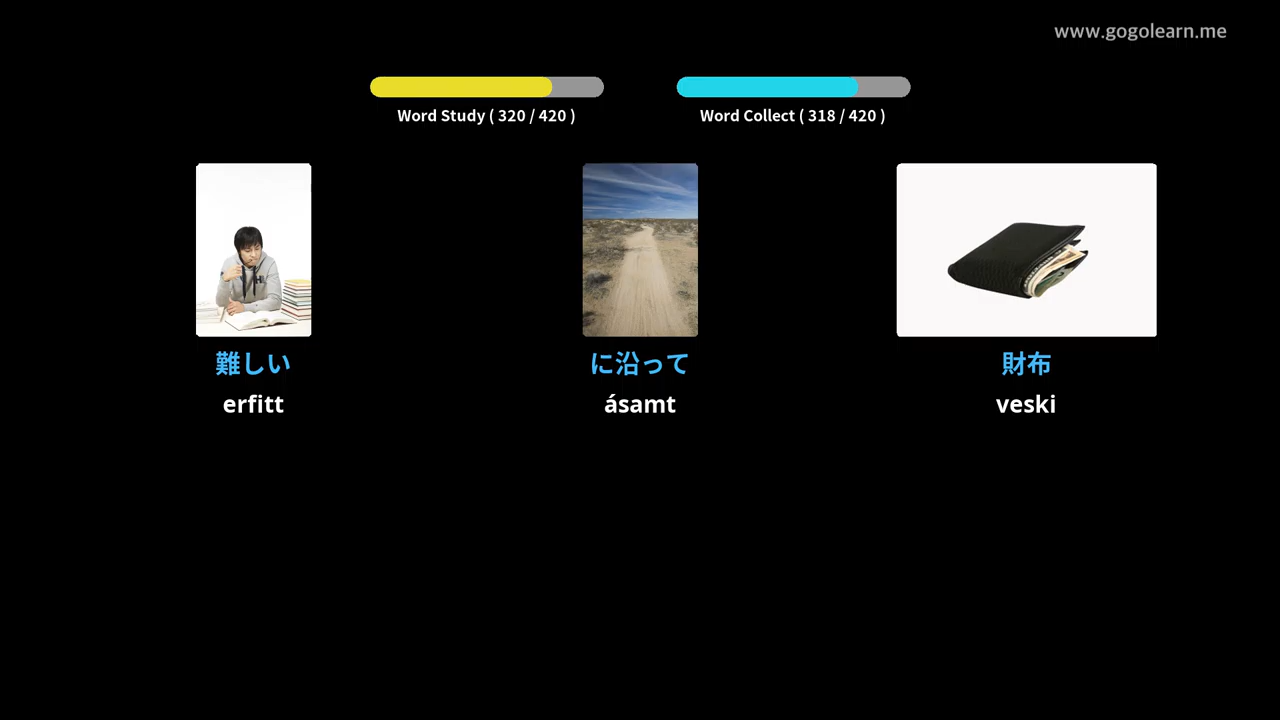 www.gogolearn.me
Word Study ( 320 / 420 )
Word Collect ( 318 / 420 )
難しい
erfitt
に沿って
ásamt
財布
veski